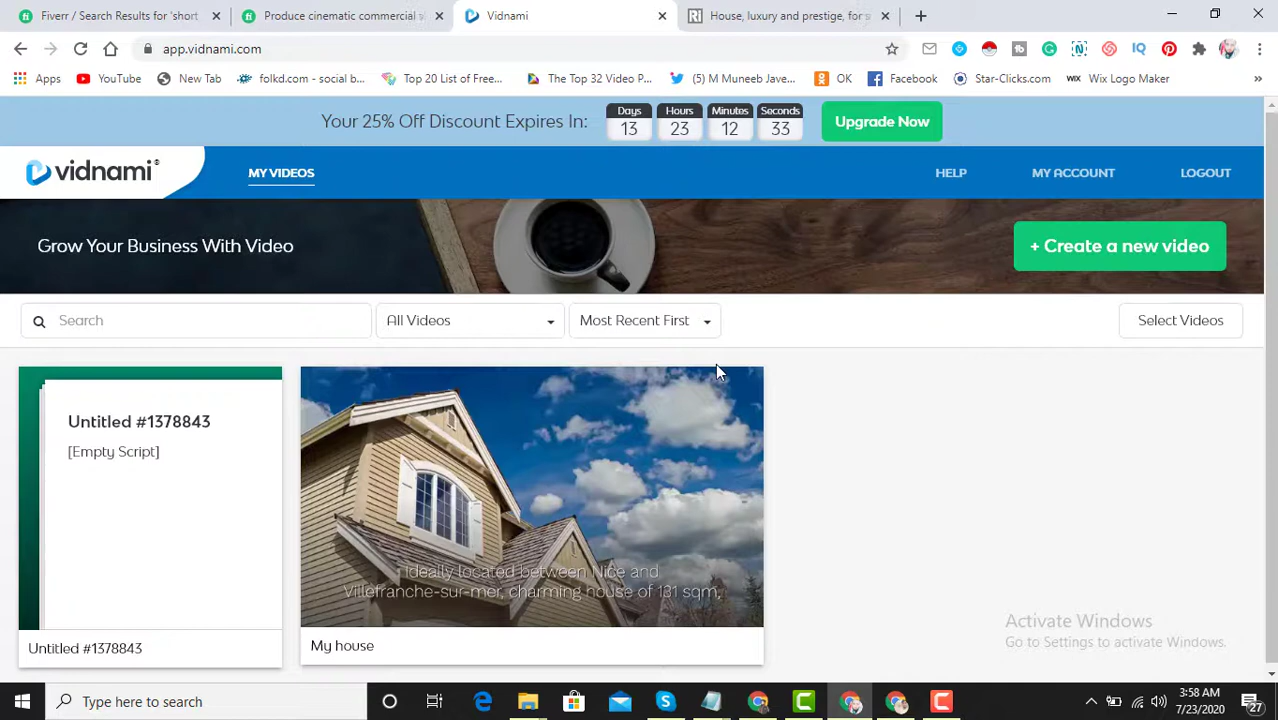 Fiverr / Search Results for 'short
Produce cinematic commercial s
Vidnami
House, luxury and prestige, for s
app.vidnami.com
Apps
YouTube
New Tab
folkd.com - social b...
Top 20 List of Free...
The Top 32 Video P...
(5) M Muneeb Jave...
OK
Facebook
Star-Clicks.com
WIX
Wix Logo Maker
»
Your 25% Off Discount Expires In:
Days Hours Minutes Seconds
13 23 12 33
Upgrade Now
vidnami®
MY VIDEOS
HELP
MY ACCOUNT
LOGOUT
Grow Your Business With Video
+ Create a new video
Search
All Videos
Most Recent First
Select Videos
Untitled #1378843
[Empty Script]
Ideally located between Nice and
Villefranche-sur-mer, charming house of 131 sqm,
Untitled #1378843
My house
Activate Windows
Go to Settings to activate Windows.
Type here to search
3:58 AM
7/23/2020
27